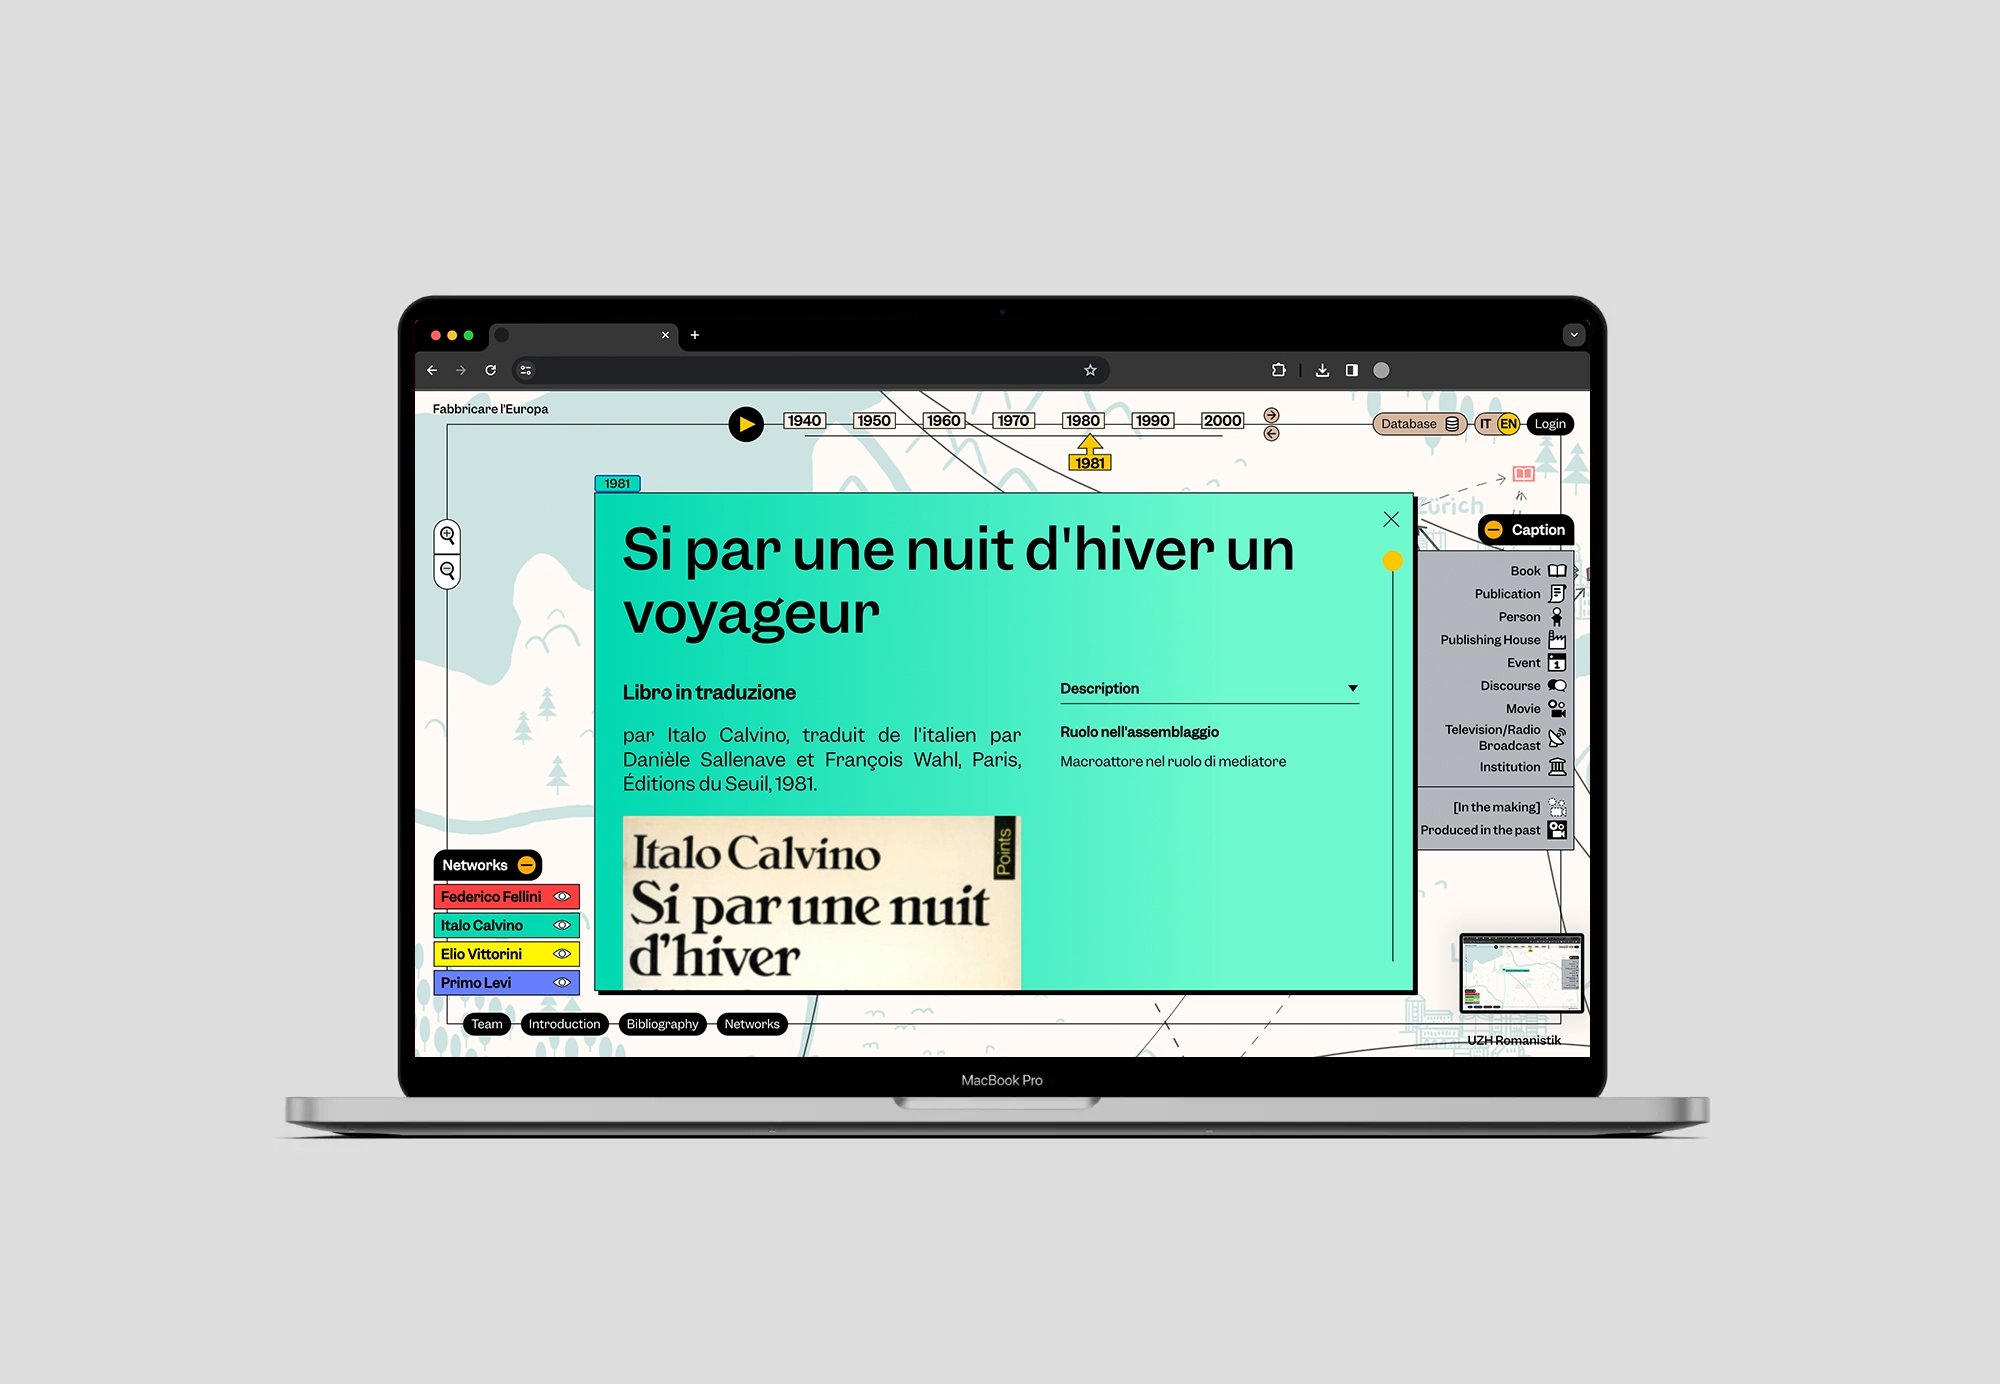 Fabbricare l'Europa
1940 1950 1960 1970 1980 1990 2000
1981
Database
IT EN
Login
1981
Si par une nuit d'hiver un
voyageur
Libro in traduzione
par Italo Calvino, traduit de l'italien par
Danièle Sallenave et François Wahl, Paris,
Éditions du Seuil, 1981.
Description
Ruolo nell'assemblaggio
Macroattore nel ruolo di mediatore
Italo Calvino
Si par une nuit
d'hiver
Points
Zürich
Caption
Book
Publication
Person
Publishing House
Event
1
Discourse
Movie
Television/Radio
Broadcast
Institution
[In the making]
Produced in the past
Networks
Federico Fellini
Italo Calvino
Elio Vittorini
Primo Levi
Team
Introduction
Bibliography
Networks
UZH Romanistik
MacBook Pro